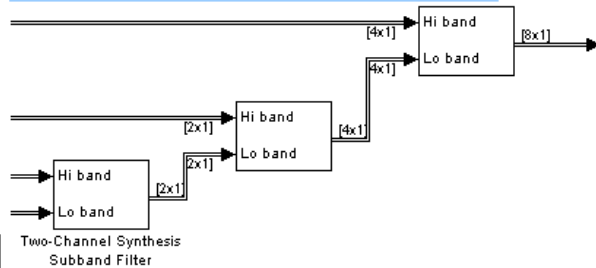 Hi band
[4x1]
[8x1]
Lo band
4x1]
Hi band
[2x1]
[4x1]
Lo band
2x1]
Hi band
[2x1]
Lo band
Two-Channel Synthesis
Subband Filter